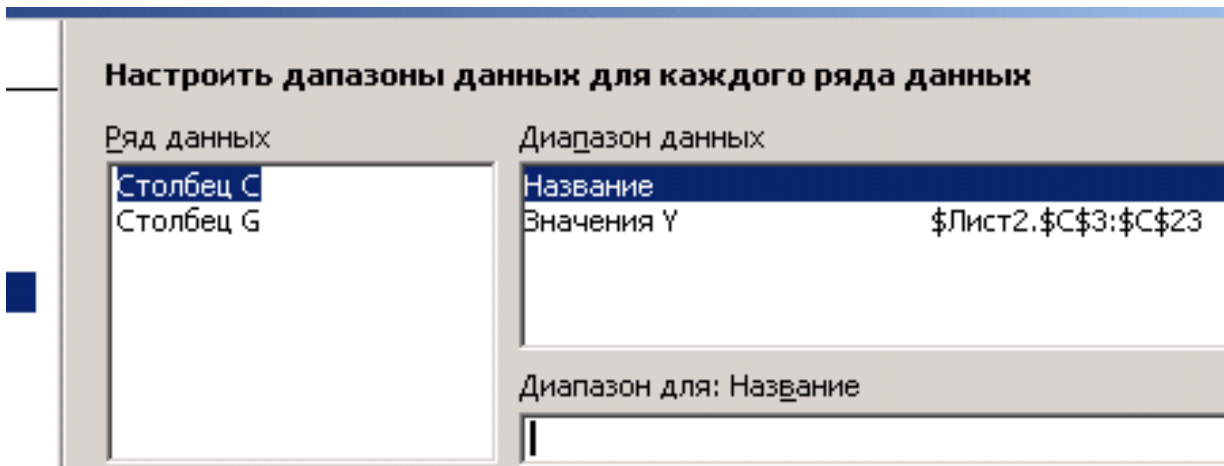 Настроить дапазоны данных для каждого ряда данных
Ряд данных
Столбец C
Столбец G
Диапазон данных
Название
Значения Y $Лист2.$C$3:$C$23
Диапазон для: Название